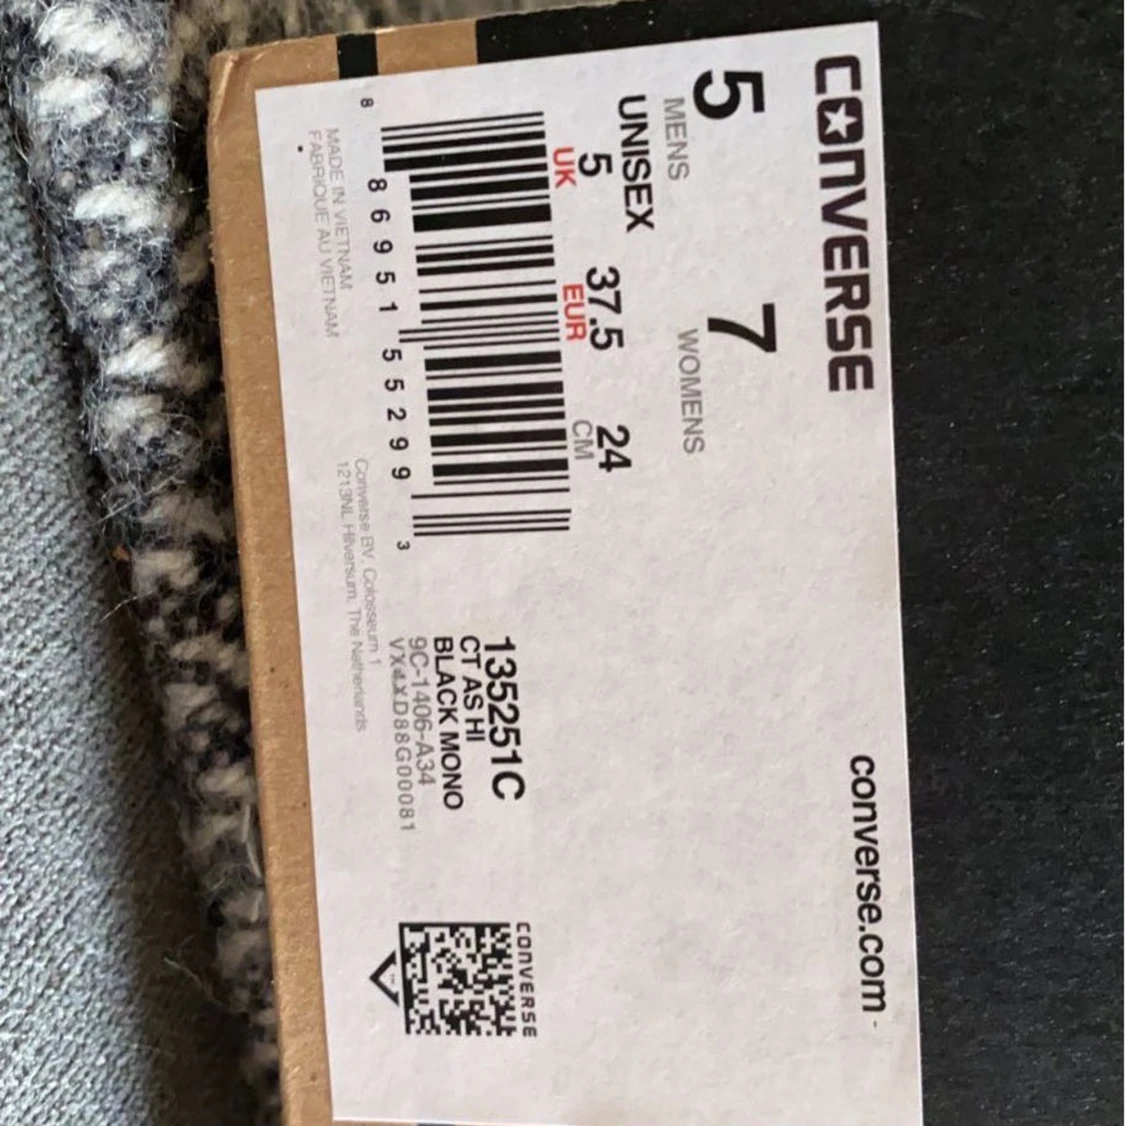 CONVERSE
converse.com
5 7
MENS WOMENS
UNISEX
5 37.5 24
UK EUR CM
8 86951 55299 3
MADE IN VIETNAM
FABRIQUE AU VIETNAM
Converse BV, Colosseum 1
1213NL Hilversum, The Netherlands
135251C
CT AS HI
BLACK MONO
9C-1406-A34
VX4XD88G00081
CONVERSE